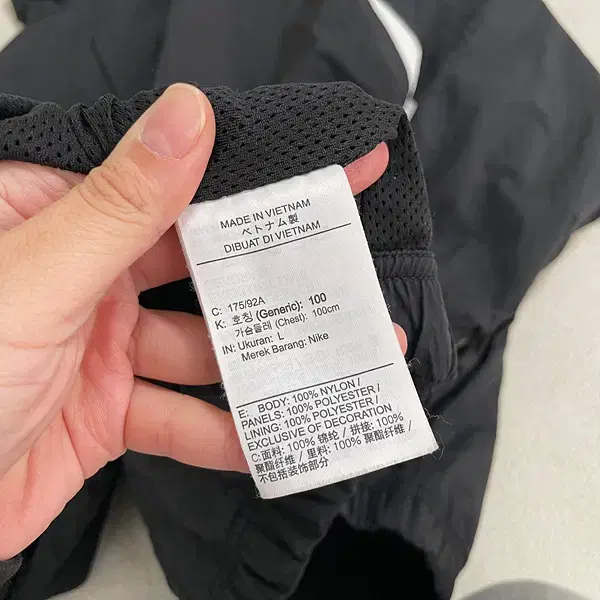 MADE IN VIETNAM
ベトナム製
DIBUAT DI VIETNAM
C: 175/92A
K: 호칭 (Generic): 100
가슴둘레 (Chest): 100cm
IN: Ukuran: L
Merek Barang: Nike
E: BODY: 100% NYLON /
PANELS: 100% POLYESTER /
LINING: 100% POLYESTER /
EXCLUSIVE OF DECORATION
C: 面料: 100% 锦纶 / 拼接: 100%
聚酯纤维 / 里料: 100% 聚酯纤维 /
不包括装饰部分